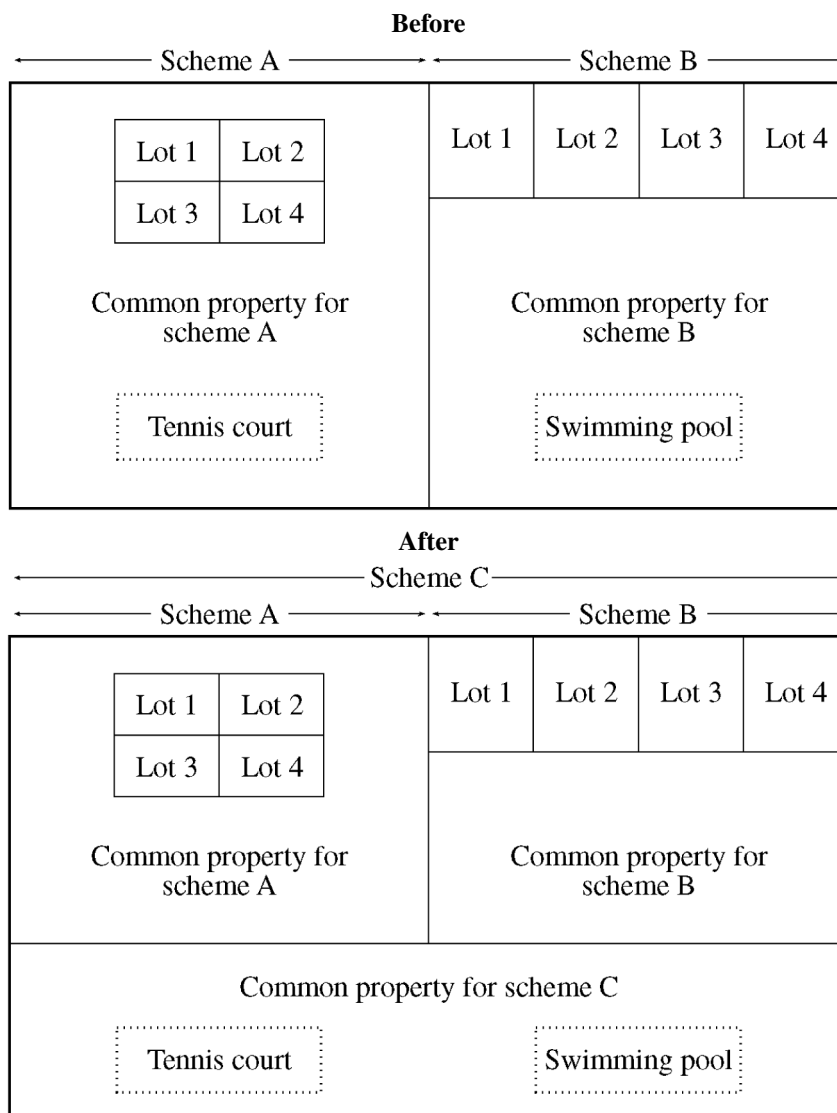 Before
Scheme A Scheme B
Lot 1 Lot 2 Lot 1 Lot 2 Lot 3 Lot 4
Lot 3 Lot 4
Common property for scheme A
Common property for scheme B
Tennis court Swimming pool
After
Scheme C
Scheme A Scheme B
Lot 1 Lot 2 Lot 1 Lot 2 Lot 3 Lot 4
Lot 3 Lot 4
Common property for
scheme A
Common property for
scheme B
Common property for scheme C
Tennis court Swimming pool